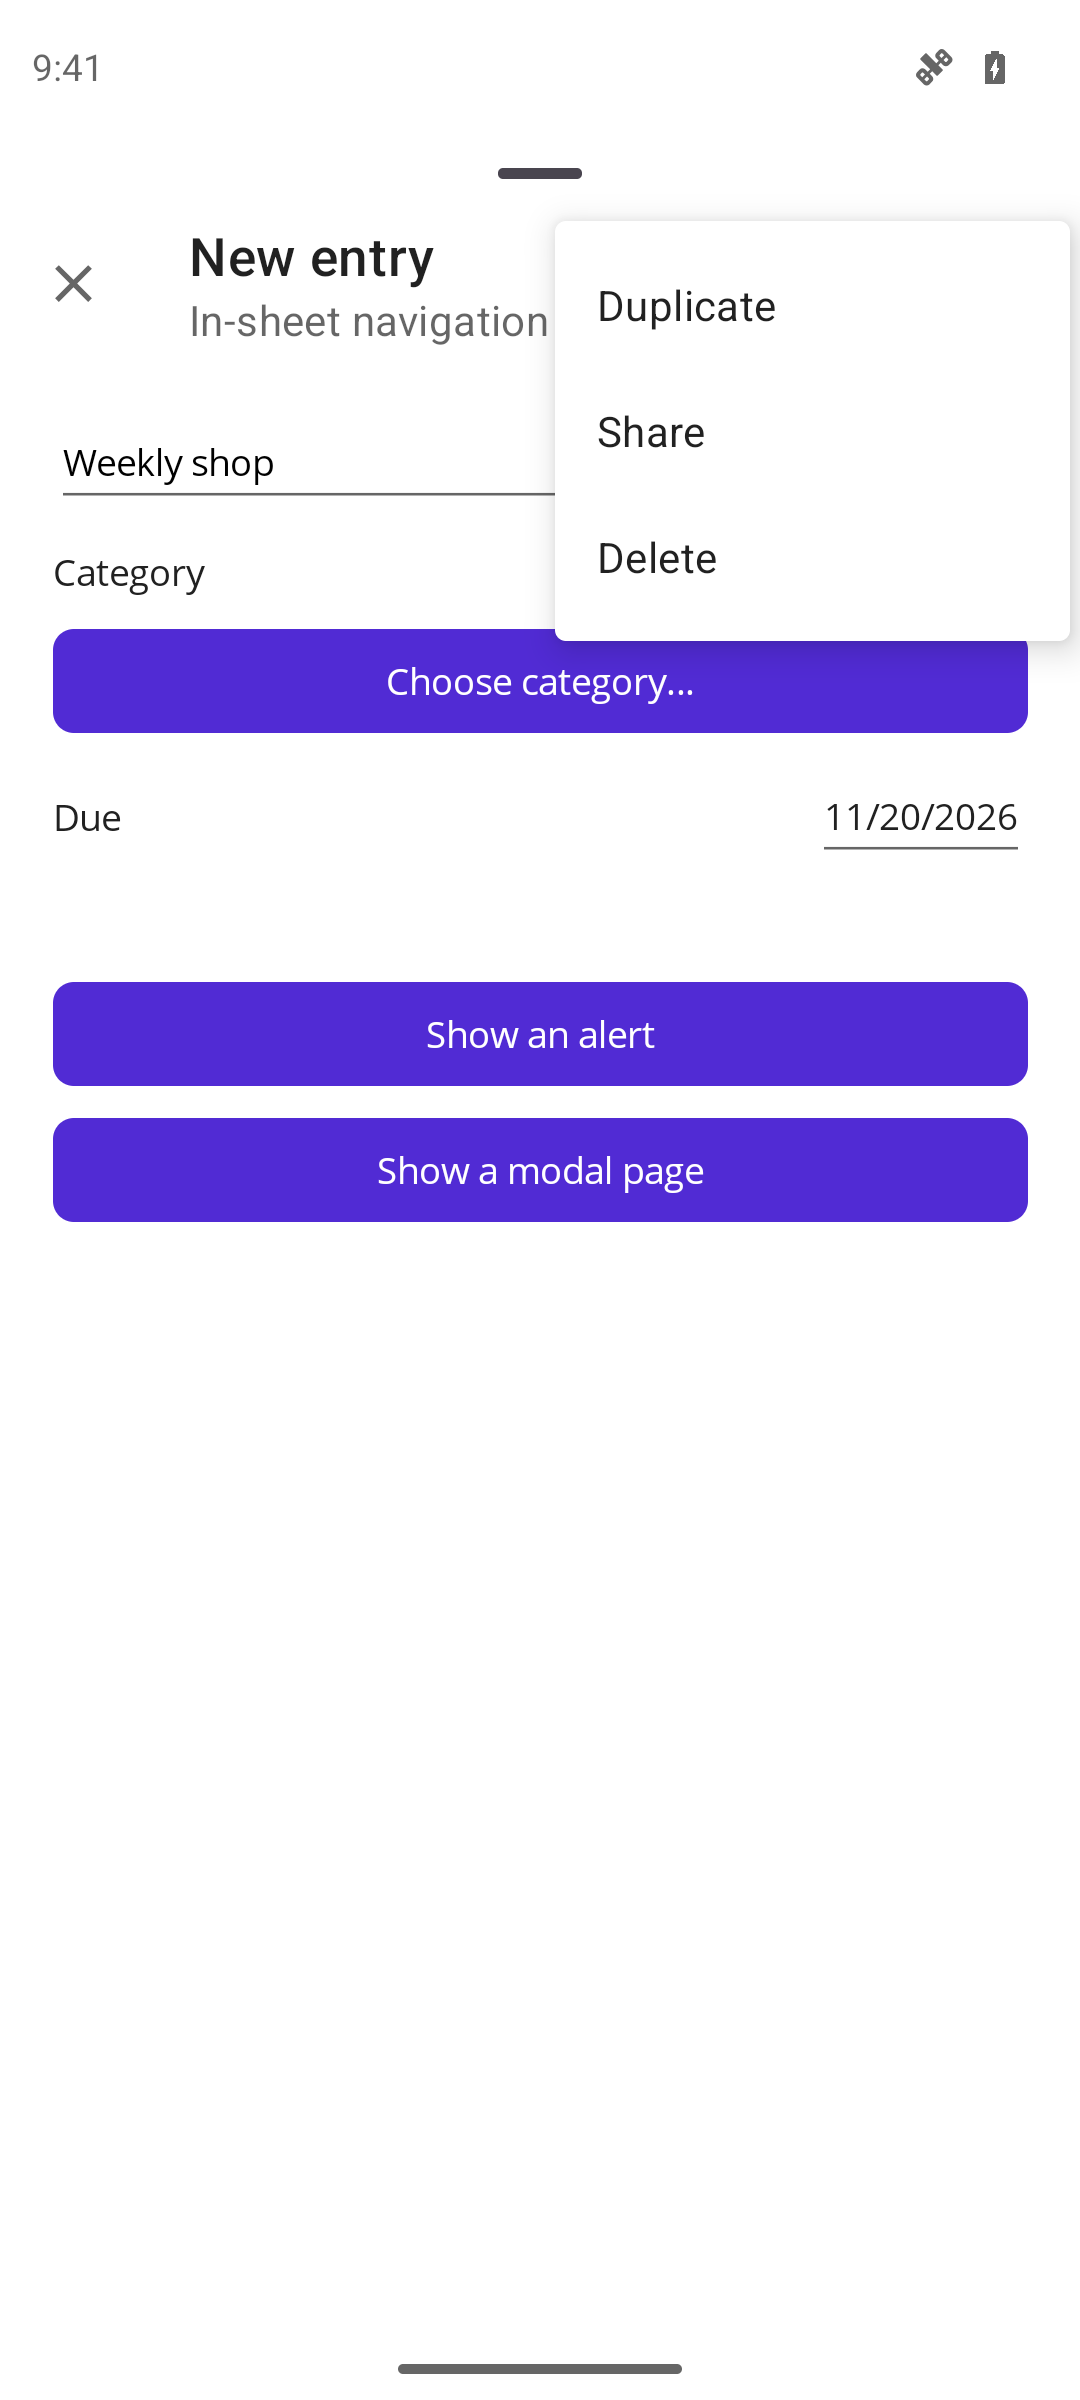 9:41
New entry
In-sheet navigation
Duplicate
Share
Delete
Weekly shop
Category
Choose category...
Due
11/20/2026
Show an alert
Show a modal page